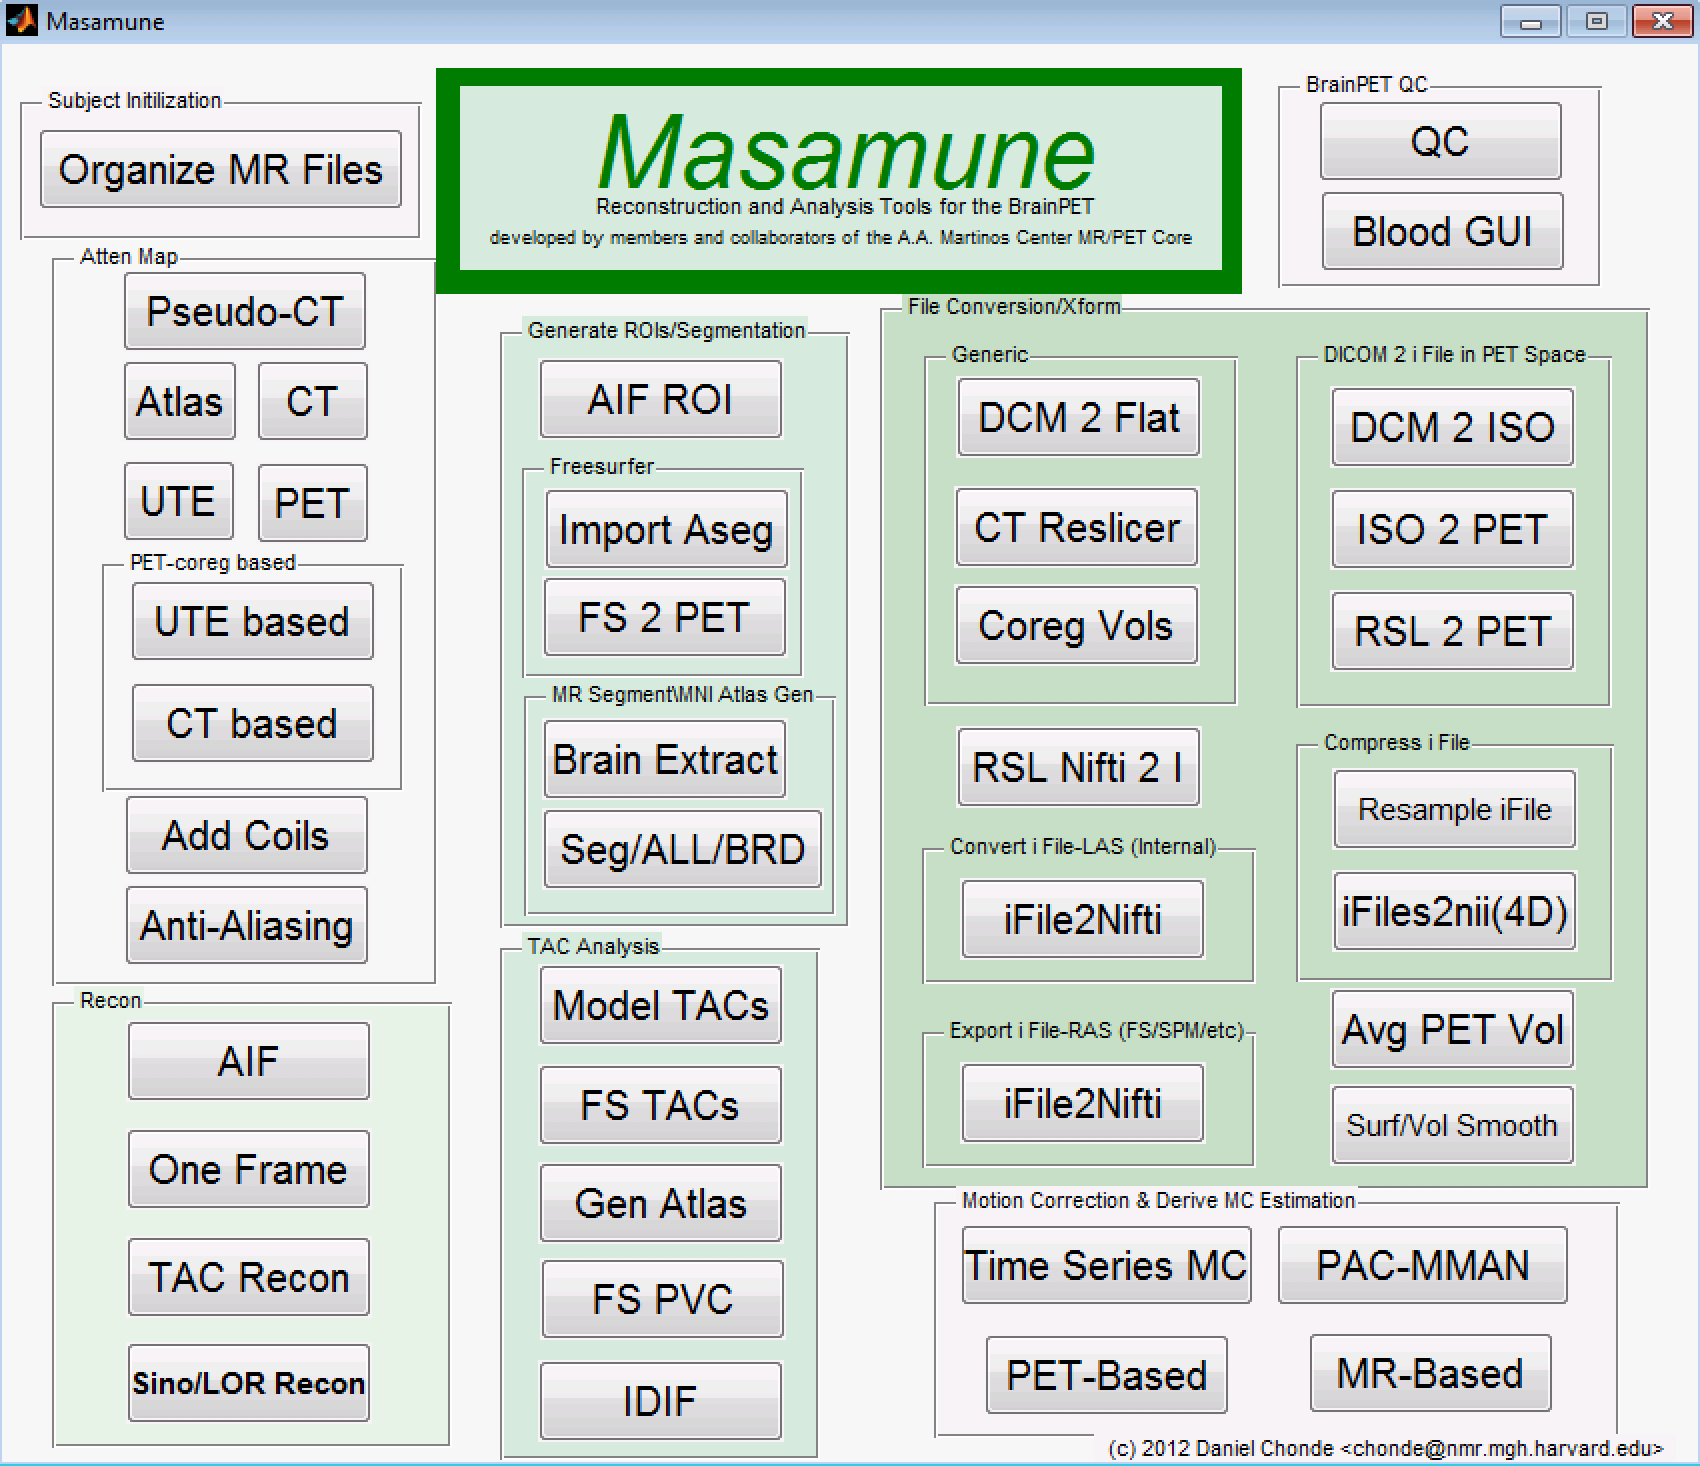 Masamune
Subject Initilization
Organize MR Files
Masamune
Reconstruction and Analysis Tools for the BrainPET
developed by members and collaborators of the A.A. Martinos Center MR/PET Core
BrainPET QC
QC
Blood GUI
Atten Map
Pseudo-CT
Atlas
CT
UTE
PET
PET-coreg based
UTE based
CT based
Add Coils
Anti-Aliasing
Recon
AIF
One Frame
TAC Recon
Sino/LOR Recon
Generate ROIs/Segmentation
AIF ROI
Freesurfer
Import Aseg
FS 2 PET
MR Segment\MNI Atlas Gen
Brain Extract
Seg/ALL/BRD
TAC Analysis
Model TACs
FS TACs
Gen Atlas
FS PVC
IDIF
File Conversion/Xform
Generic
DCM 2 Flat
CT Reslicer
Coreg Vols
RSL Nifti 2 I
Convert i File-LAS (Internal)
iFile2Nifti
Export i File-RAS (FS/SPM/etc)
iFile2Nifti
DICOM 2 i File in PET Space
DCM 2 ISO
ISO 2 PET
RSL 2 PET
Compress i File
Resample iFile
iFiles2nii(4D)
Avg PET Vol
Surf/Vol Smooth
Motion Correction & Derive MC Estimation
Time Series MC
PAC-MMAN
PET-Based
MR-Based
(c) 2012 Daniel Chonde <chonde@nmr.mgh.harvard.edu>